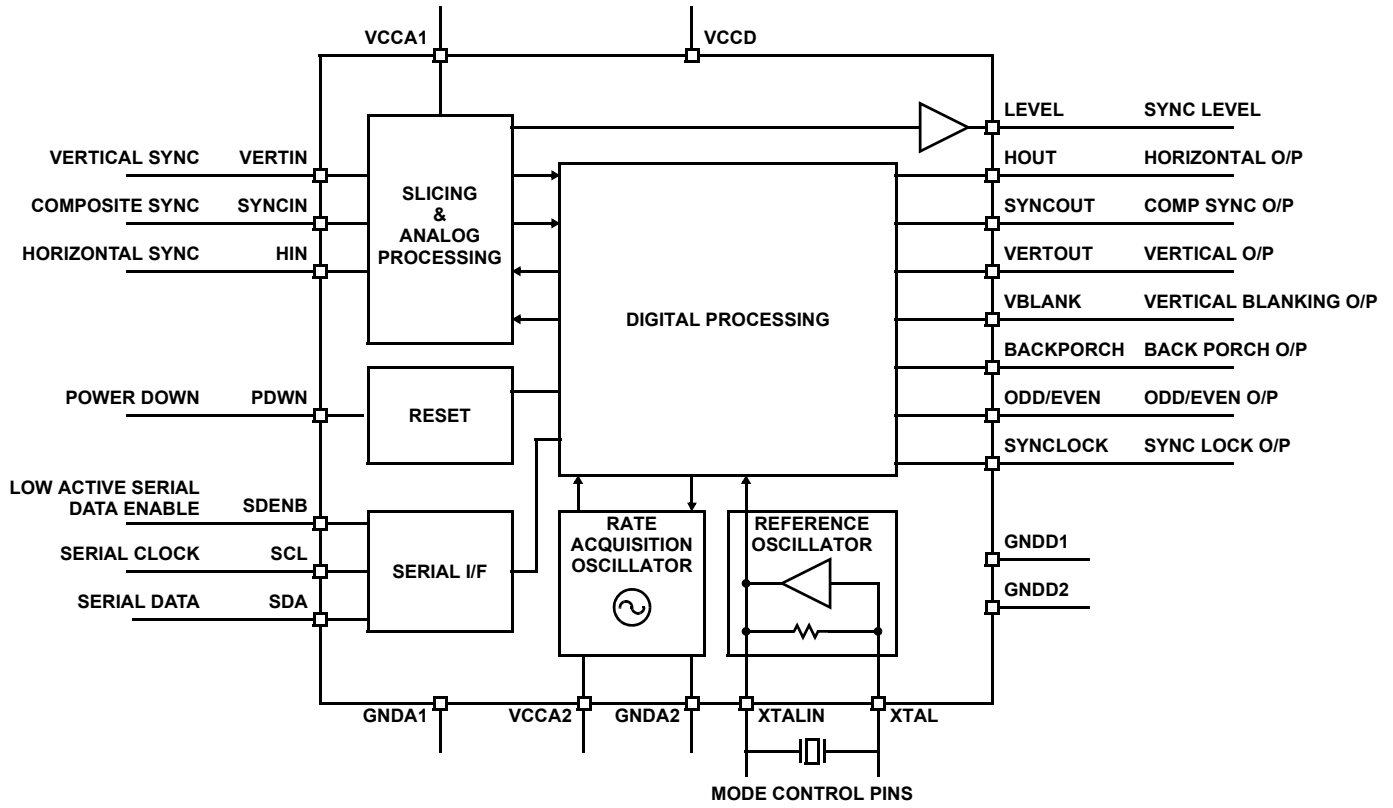 VCCA1
VCCD
VERTICAL SYNC VERTIN
COMPOSITE SYNC SYNCIN
HORIZONTAL SYNC HIN
POWER DOWN PDWN
LOW ACTIVE SERIAL
DATA ENABLE SDENB
SERIAL CLOCK SCL
SERIAL DATA SDA
SLICING
&
ANALOG
PROCESSING
RESET
SERIAL I/F
DIGITAL PROCESSING
RATE
ACQUISITION
OSCILLATOR
REFERENCE
OSCILLATOR
LEVEL SYNC LEVEL
HOUT HORIZONTAL O/P
SYNCOUT COMP SYNC O/P
VERTOUT VERTICAL O/P
VBLANK VERTICAL BLANKING O/P
BACKPORCH BACK PORCH O/P
ODD/EVEN ODD/EVEN O/P
SYNCLOCK SYNC LOCK O/P
GNDD1
GNDD2
GNDA1
VCCA2
GNDA2
XTALIN
XTAL
MODE CONTROL PINS